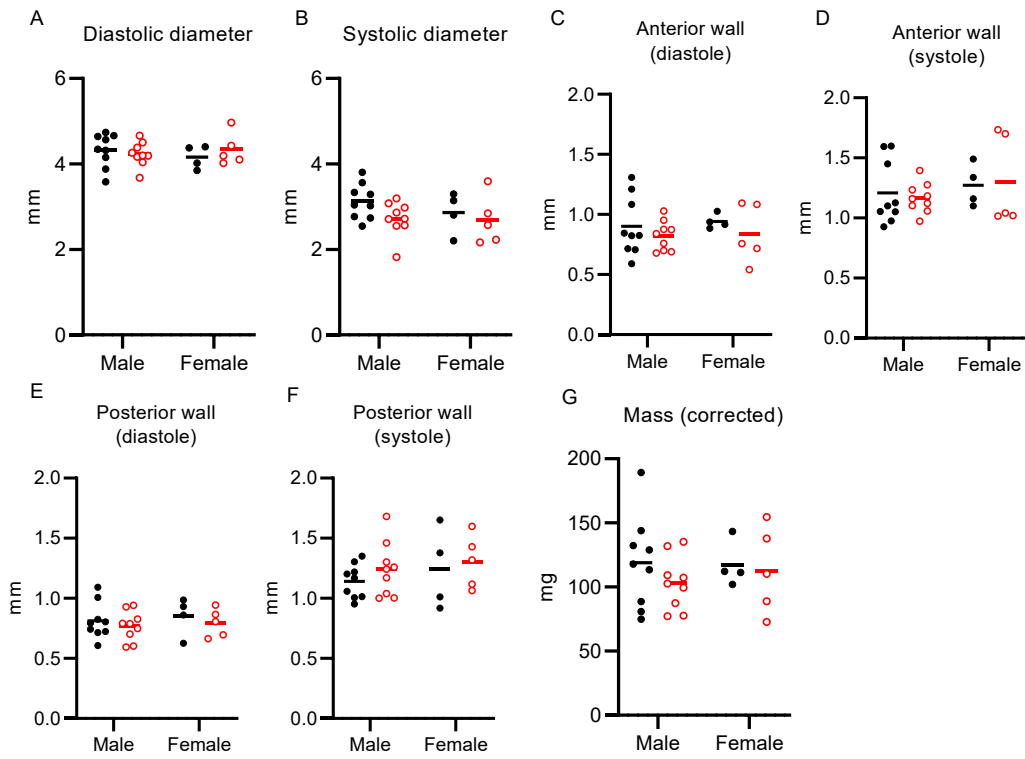 A
Diastolic diameter
6
4
2
0
mm
Male
Female
B
Systolic diameter
6
4
2
0
mm
Male
Female
C
Anterior wall
(diastole)
2.0
1.5
1.0
0.5
0.0
mm
Male
Female
D
Anterior wall
(systole)
2.0
1.5
1.0
0.5
0.0
mm
Male
Female
E
Posterior wall
(diastole)
2.0
1.5
1.0
0.5
0.0
mm
Male
Female
F
Posterior wall
(systole)
2.0
1.5
1.0
0.5
0.0
mm
Male
Female
G
Mass (corrected)
200
150
100
50
0
mg
Male
Female